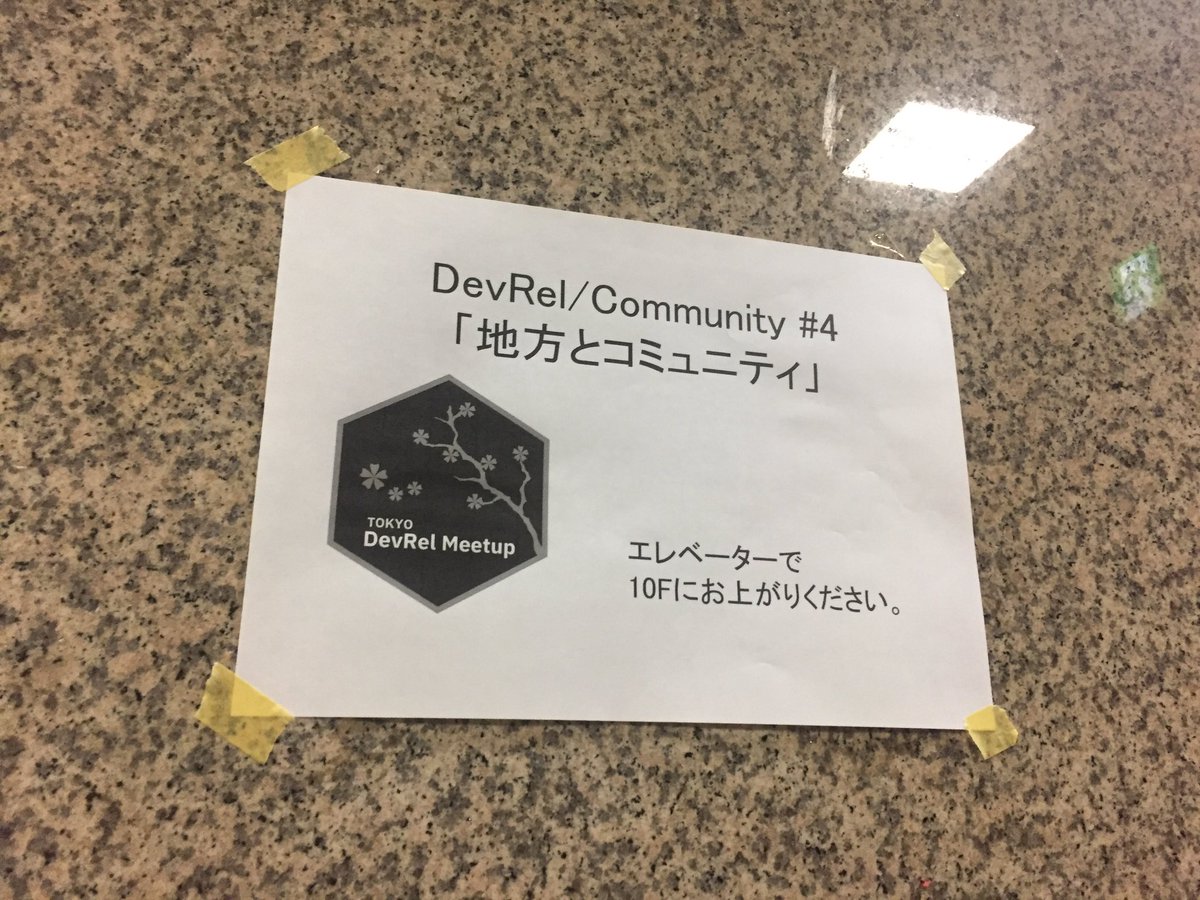 DevRel/Community #4
「地方とコミュニティ」
TOKYO
DevRel Meetup
エレベーターで
10Fにお上がりください。